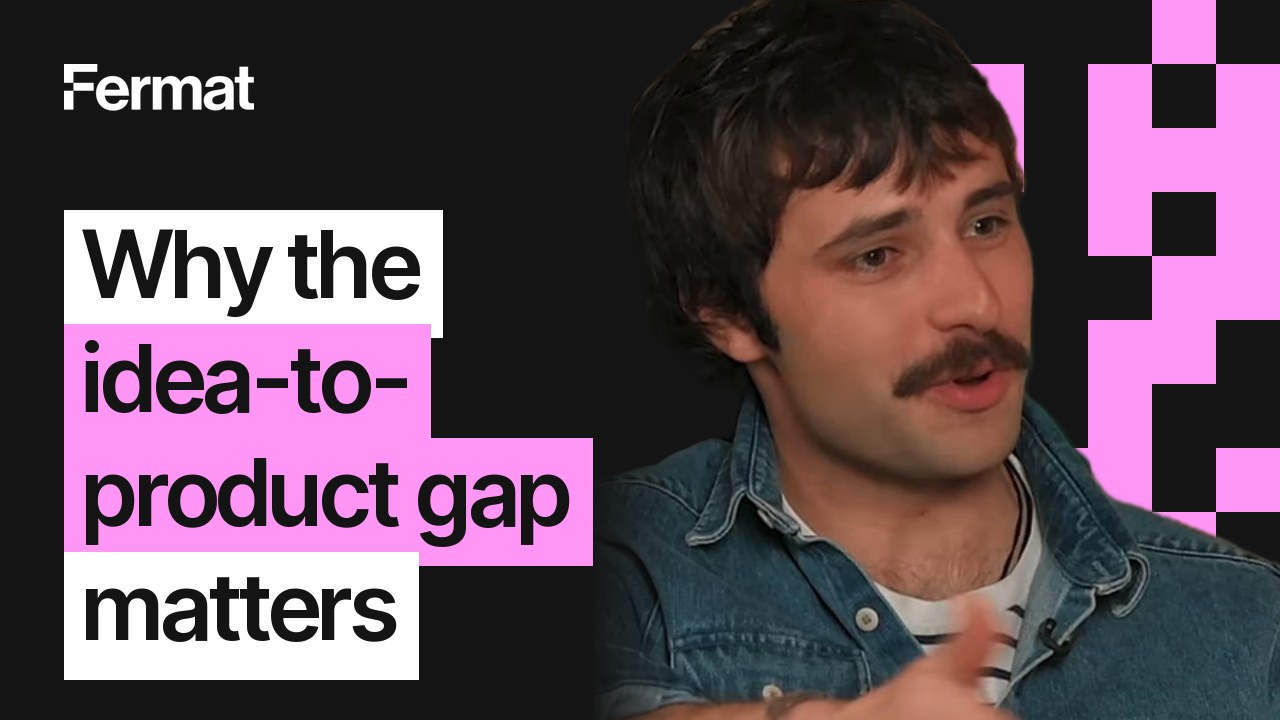 Fermat
Why the
idea-to-
product gap
matters